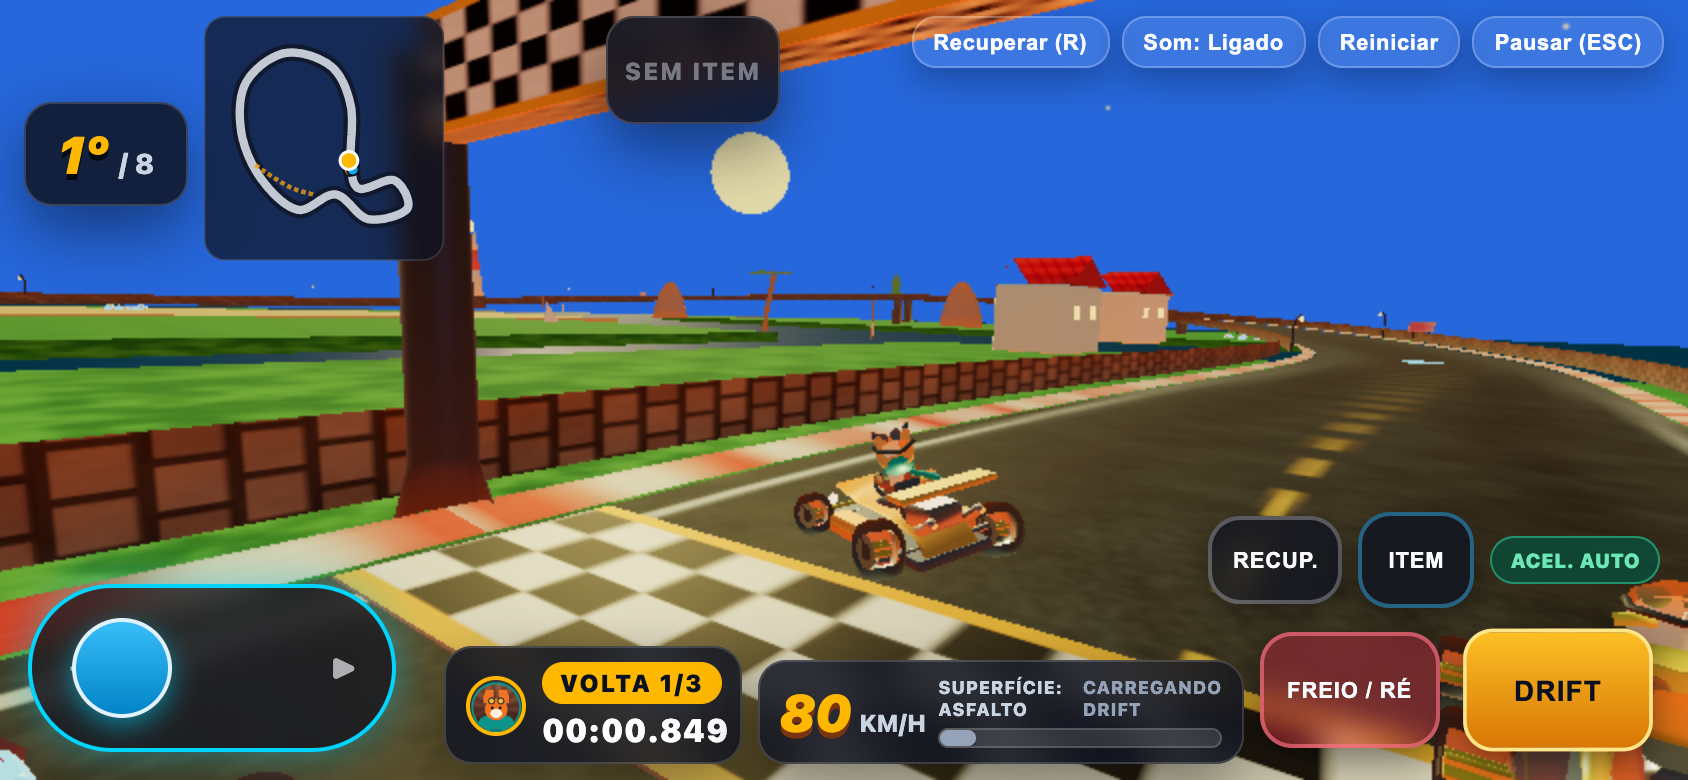 1º / 8
SEM ITEM
Recuperar (R)
Som: Ligado
Reiniciar
Pausar (ESC)
RECUP.
ITEM
ACEL. AUTO
FREIO / RÉ
DRIFT
VOLTA 1/3
00:00.849
80 KM/H
SUPERFÍCIE:
ASFALTO
CARREGANDO
DRIFT